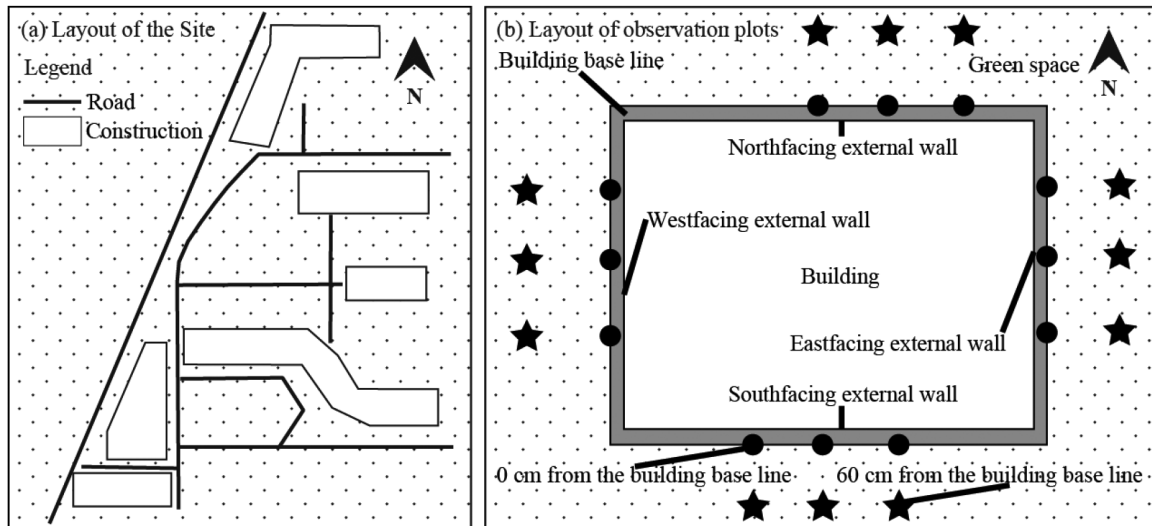 (a) Layout of the Site
Legend
Road
Construction
N
(b) Layout of observation plots
Building base line
Green space
N
Northfacing external wall
Westfacing external wall
Building
Eastfacing external wall
Southfacing external wall
0 cm from the building base line
60 cm from the building base line